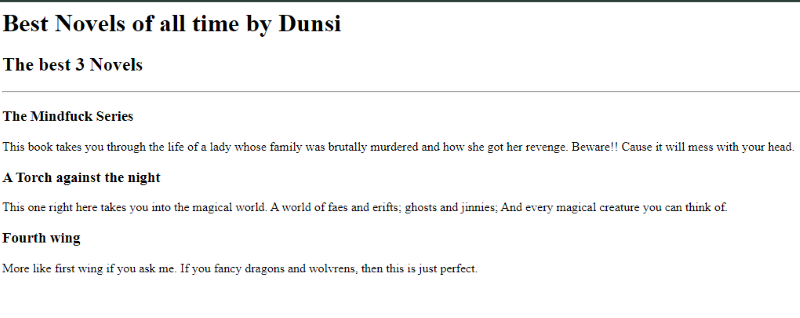 Best Novels of all time by Dunsi
The best 3 Novels
The Mindfuck Series
This book takes you through the life of a lady whose family was brutally murdered and how she got her revenge. Beware!! Cause it will mess with your head.
A Torch against the night
This one right here takes you into the magical world. A world of faes and erifts; ghosts and jinnies; And every magical creature you can think of.
Fourth wing
More like first wing if you ask me. If you fancy dragons and wolvrens, then this is just perfect.